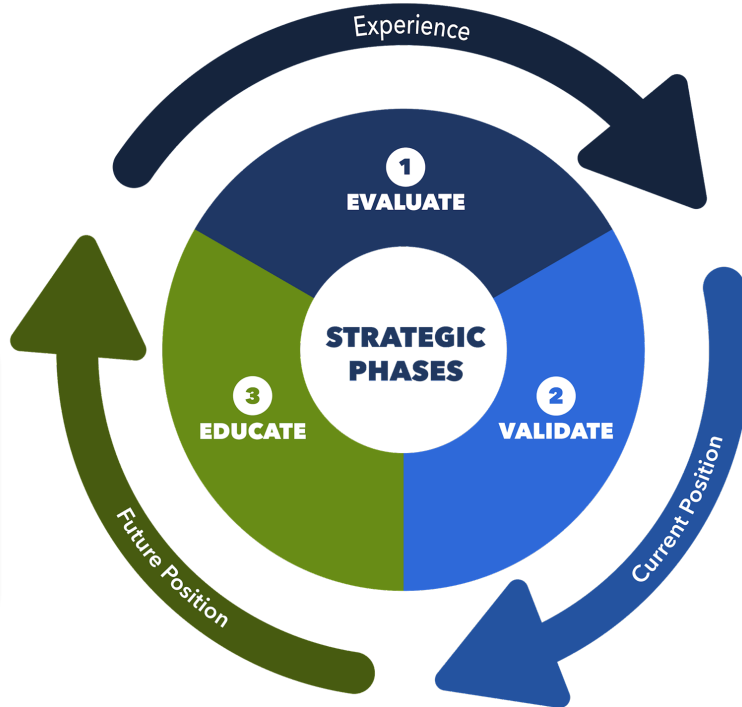 Experience
1
EVALUATE
STRATEGIC
PHASES
2
VALIDATE
3
EDUCATE
Current Position
Future Position